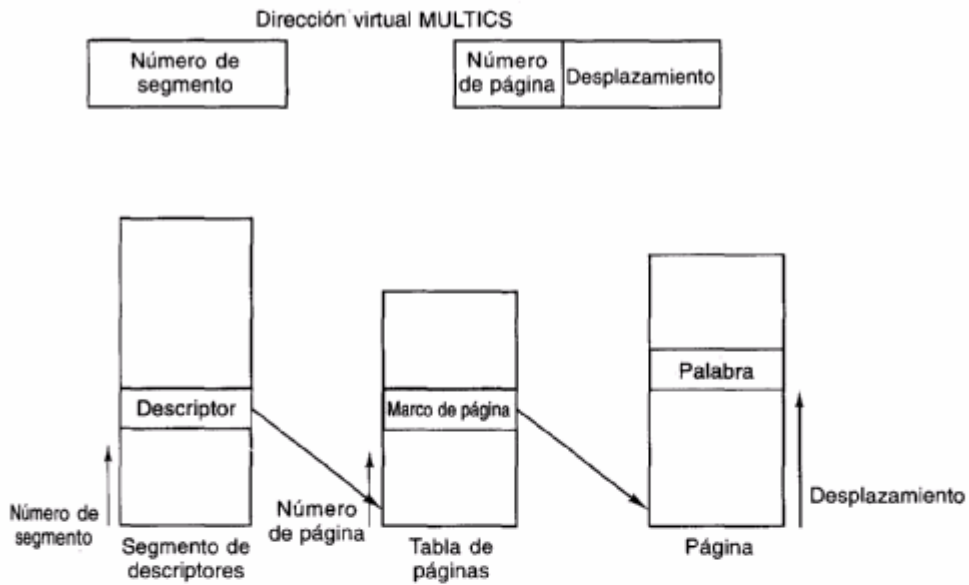 Dirección virtual MULTICS
Número de
segmento
Número
de página
Desplazamiento
Descriptor
Marco de página
Palabra
Número de
segmento
Número
de página
Desplazamiento
Segmento de
descriptores
Tabla de
páginas
Página